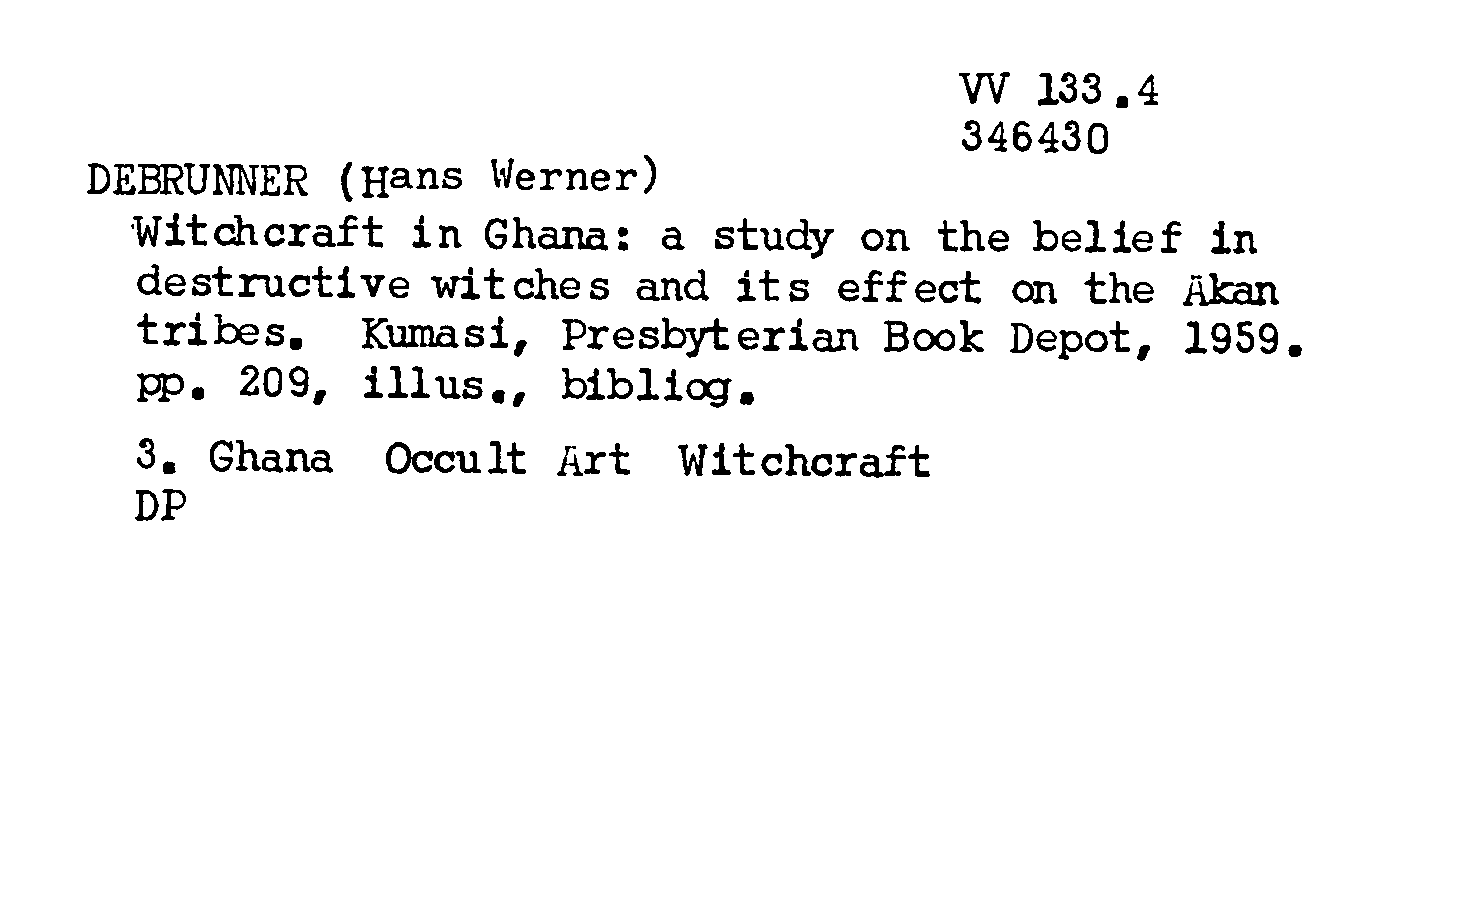 VV 133.4
346430
DEBRUNNER (Hans Werner)
Witchcraft in Ghana: a study on the belief in
destructive witches and its effect on the Akan
tribes. Kumasi, Presbyterian Book Depot, 1959.
pp. 209, illus., bibliog.
3. Ghana Occult Art Witchcraft
DP